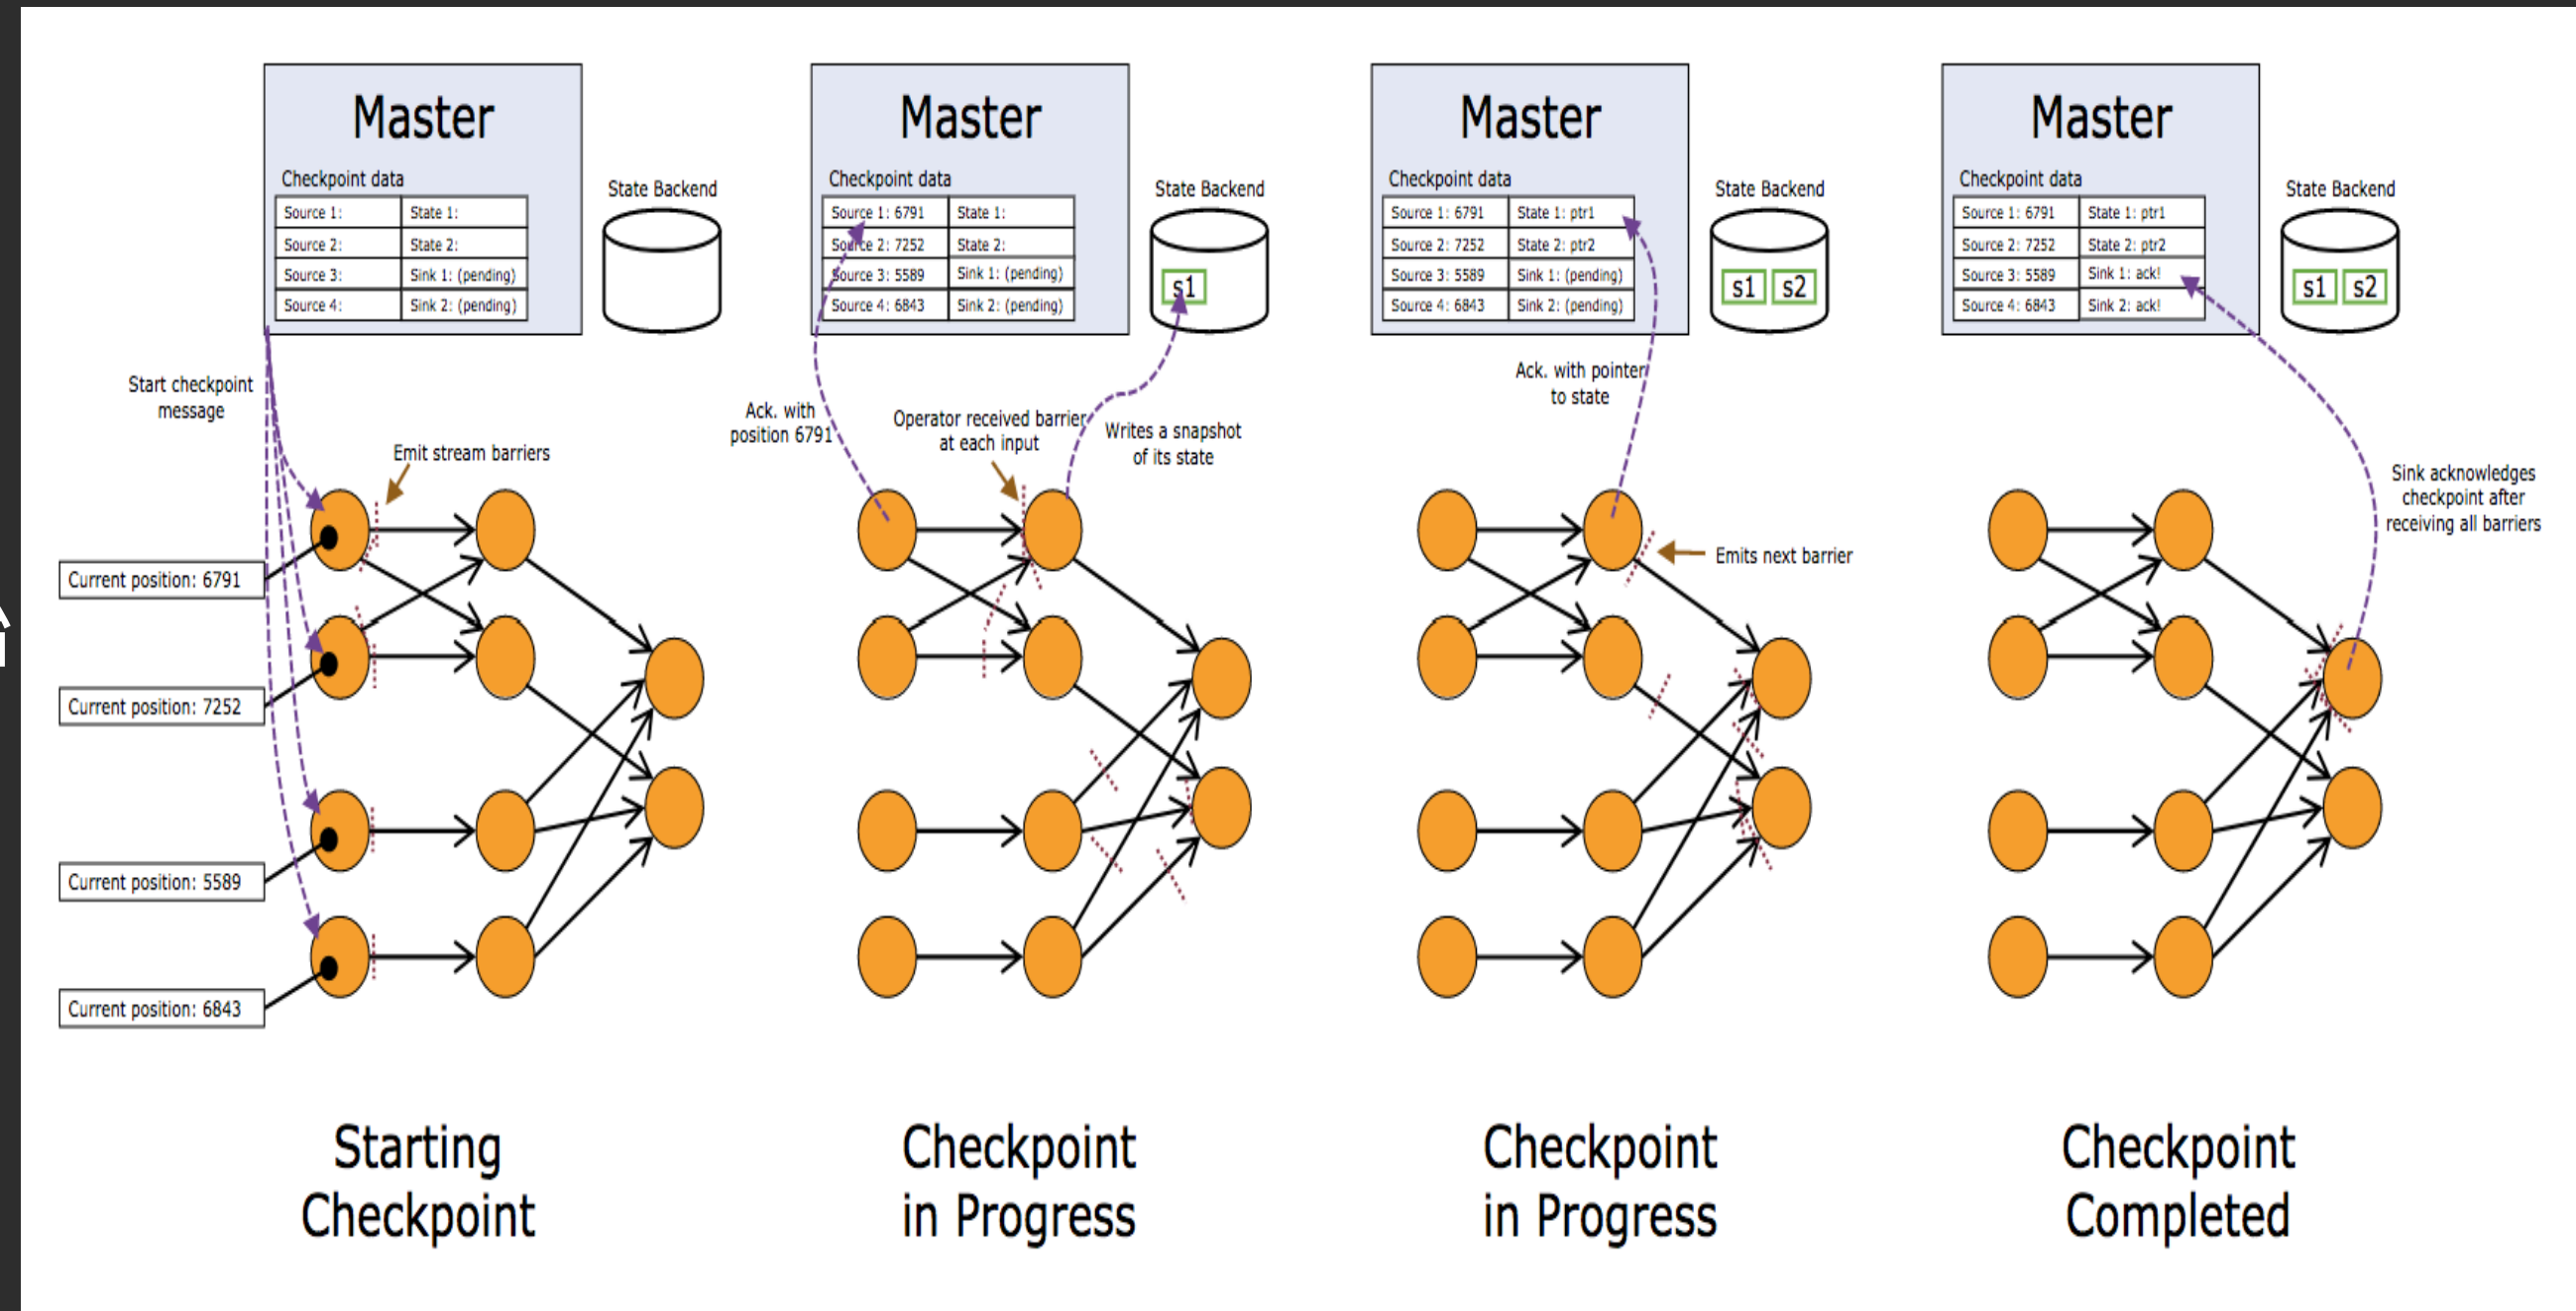 Master
Checkpoint data
Source 1:
State 1:
Source 2:
State 2:
Source 3:
Sink 1: (pending)
Source 4:
Sink 2: (pending)
State Backend
Start checkpoint
message
Emit stream barriers
Current position: 6791
Current position: 7252
Current position: 5589
Current position: 6843
Starting
Checkpoint
Master
Checkpoint data
Source 1: 6791
State 1:
Source 2: 7252
State 2:
Source 3: 5589
Sink 1: (pending)
Source 4: 6843
Sink 2: (pending)
State Backend
s1
Ack. with
position 6791
Operator received barrier
at each input
Writes a snapshot
of its state
Checkpoint
in Progress
Master
Checkpoint data
Source 1: 6791
State 1: ptr1
Source 2: 7252
State 2: ptr2
Source 3: 5589
Sink 1: (pending)
Source 4: 6843
Sink 2: (pending)
State Backend
s1 s2
Ack. with pointer
to state
Emits next barrier
Checkpoint
in Progress
Master
Checkpoint data
Source 1: 6791
State 1: ptr1
Source 2: 7252
State 2: ptr2
Source 3: 5589
Sink 1: ack!
Source 4: 6843
Sink 2: ack!
State Backend
s1 s2
Sink acknowledges
checkpoint after
receiving all barriers
Checkpoint
Completed